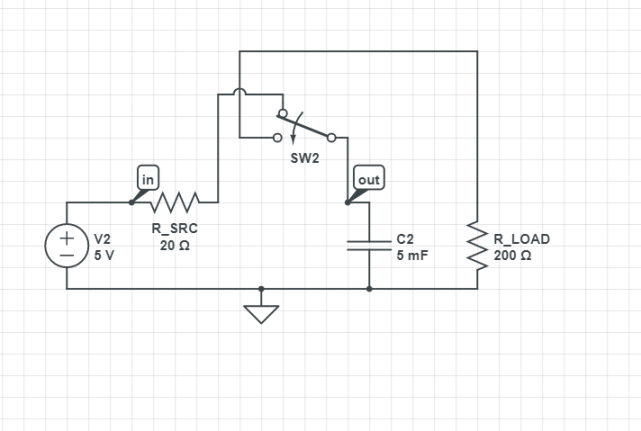 SW2
in
out
R_SRC
20 Ω
V2
5 V
C2
5 mF
R_LOAD
200 Ω